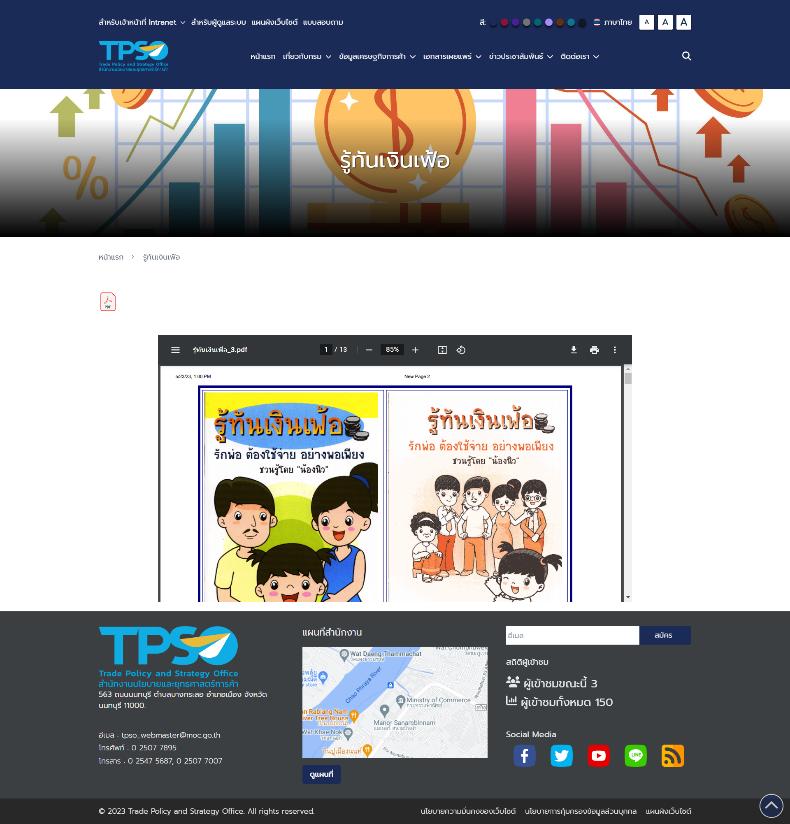 สำหรับเจ้าหน้าที่ Intranet สำหรับผู้ดูแลระบบ แผนผังเว็บไซต์ แบบสอบถาม
สี: ภาษาไทย A A A
TPSO
Trade Policy and Strategy Office
สำนักงานนโยบายและยุทธศาสตร์การค้า
หน้าแรก เกี่ยวกับกรม ข้อมูลเศรษฐกิจการค้า เอกสารเผยแพร่ ข่าวประชาสัมพันธ์ ติดต่อเรา
%
รู้ทันเงินเฟ้อ
หน้าแรก > รู้ทันเงินเฟ้อ
PDF
รู้ทันเงินเฟ้อ_3.pdf 1 / 13 85%
New Page 2
รู้ทันเงินเฟ้อ
รักพ่อ ต้องใช้จ่าย อย่างพอเพียง
ชวนรู้โดย "น้องนิว"
รู้ทันเงินเฟ้อ
รักพ่อ ต้องใช้จ่าย อย่างพอเพียง
ชวนรู้โดย "น้องนิว"
TPSO
Trade Policy and Strategy Office
สำนักงานนโยบายและยุทธศาสตร์การค้า
563 ถนนนนทบุรี ตำบลบางกระสอ อำเภอเมือง จังหวัด
นนทบุรี 11000.
อีเมล : tpso_webmaster@moc.go.th
โทรศัพท์ : 0 2507 7895
โทรสาร : 0 2547 5687, 0 2507 7007
แผนที่สำนักงาน
Wat Daeng Thammachat
Chao Phraya River
Ministry of Commerce
กระทรวงพาณิชย์
Manor Sanambinnam
Wat Khae Nok
ดูแผนที่
อีเมล สมัคร
สถิติผู้เข้าชม
ผู้เข้าชมขณะนี้ 3
ผู้เข้าชมทั้งหมด 150
Social Media
LINE
© 2023 Trade Policy and Strategy Office. All rights reserved.
นโยบายความมั่นคงของเว็บไซต์ นโยบายการคุ้มครองข้อมูลส่วนบุคคล แผนผังเว็บไซต์